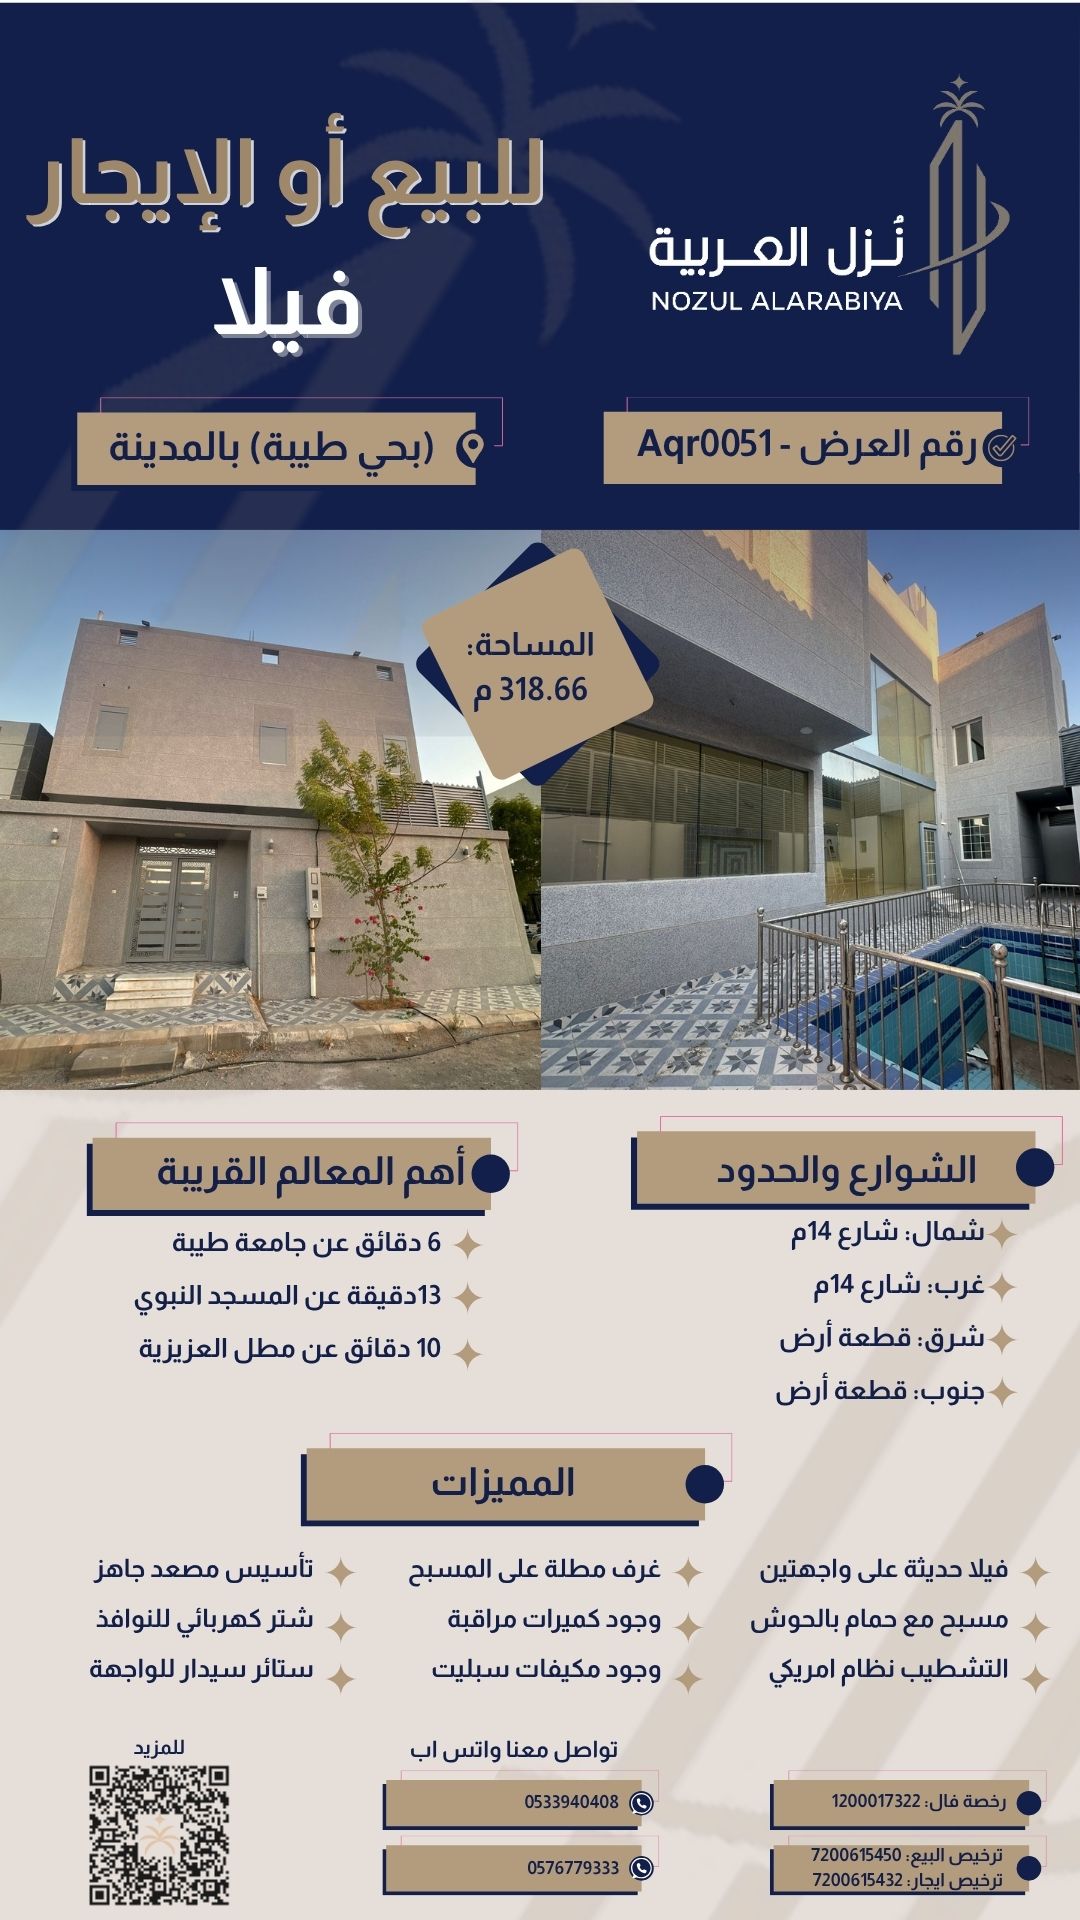 للبيع أو الإيجار
فيلا
نُزل العربية
NOZUL ALARABIYA
رقم العرض - Aqr0051
(بحي طيبة) بالمدينة
المساحة:
318.66 م
الشوارع والحدود
شمال: شارع 14م
غرب: شارع 14م
شرق: قطعة أرض
جنوب: قطعة أرض
أهم المعالم القريبة
6 دقائق عن جامعة طيبة
13دقيقة عن المسجد النبوي
10 دقائق عن مطل العزيزية
المميزات
فيلا حديثة على واجهتين
مسبح مع حمام بالحوش
التشطيب نظام امريكي
غرف مطلة على المسبح
وجود كميرات مراقبة
وجود مكيفات سبليت
تأسيس مصعد جاهز
شتر كهربائي للنوافذ
ستائر سيدار للواجهة
رخصة فال: 1200017322
ترخيص البيع: 7200615450
ترخيص ايجار: 7200615432
تواصل معنا واتس اب
0533940408
0576779333
للمزيد